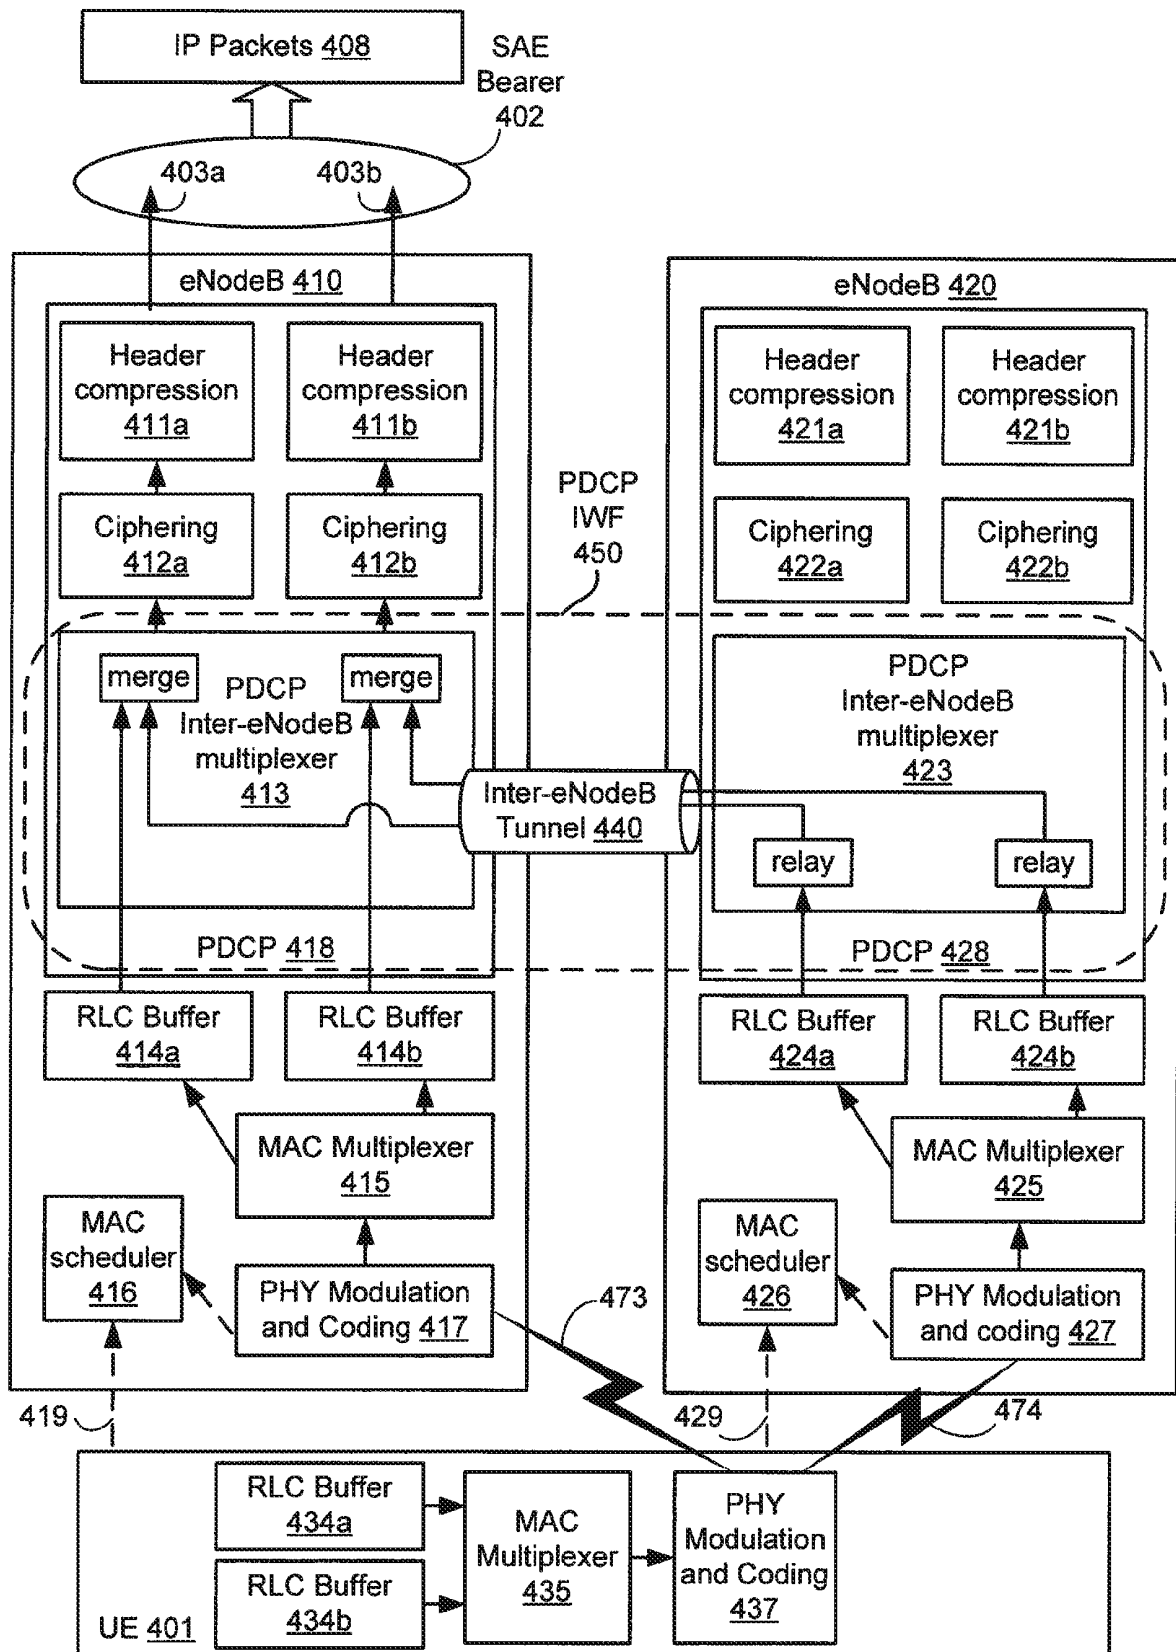 IP Packets 408
SAE
Bearer
402
403a
403b
eNodeB 410
Header
compression
411a
Header
compression
411b
Ciphering
412a
Ciphering
412b
merge
merge
PDCP
Inter-eNodeB
multiplexer
413
PDCP 418
RLC Buffer
414a
RLC Buffer
414b
MAC Multiplexer
415
MAC
scheduler
416
PHY Modulation
and Coding 417
PDCP
IWF
450
Inter-eNodeB
Tunnel 440
eNodeB 420
Header
compression
421a
Header
compression
421b
Ciphering
422a
Ciphering
422b
PDCP
Inter-eNodeB
multiplexer
423
relay
relay
PDCP 428
RLC Buffer
424a
RLC Buffer
424b
MAC Multiplexer
425
MAC
scheduler
426
PHY Modulation
and coding 427
473
419
429
474
RLC Buffer
434a
RLC Buffer
434b
MAC
Multiplexer
435
PHY
Modulation
and Coding
437
UE 401